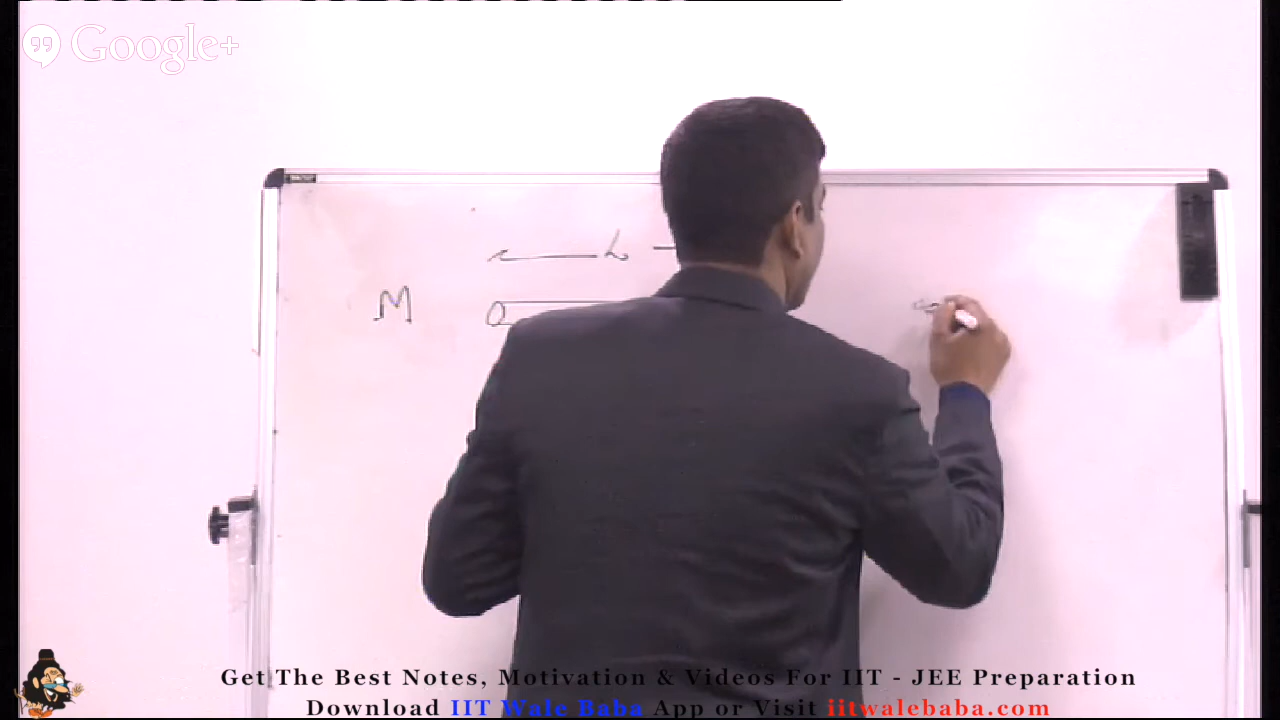 Google+
L
M
Get The Best Notes, Motivation & Videos For IIT - JEE Preparation
Download IIT Wale Baba App or Visit iitwalebaba.com